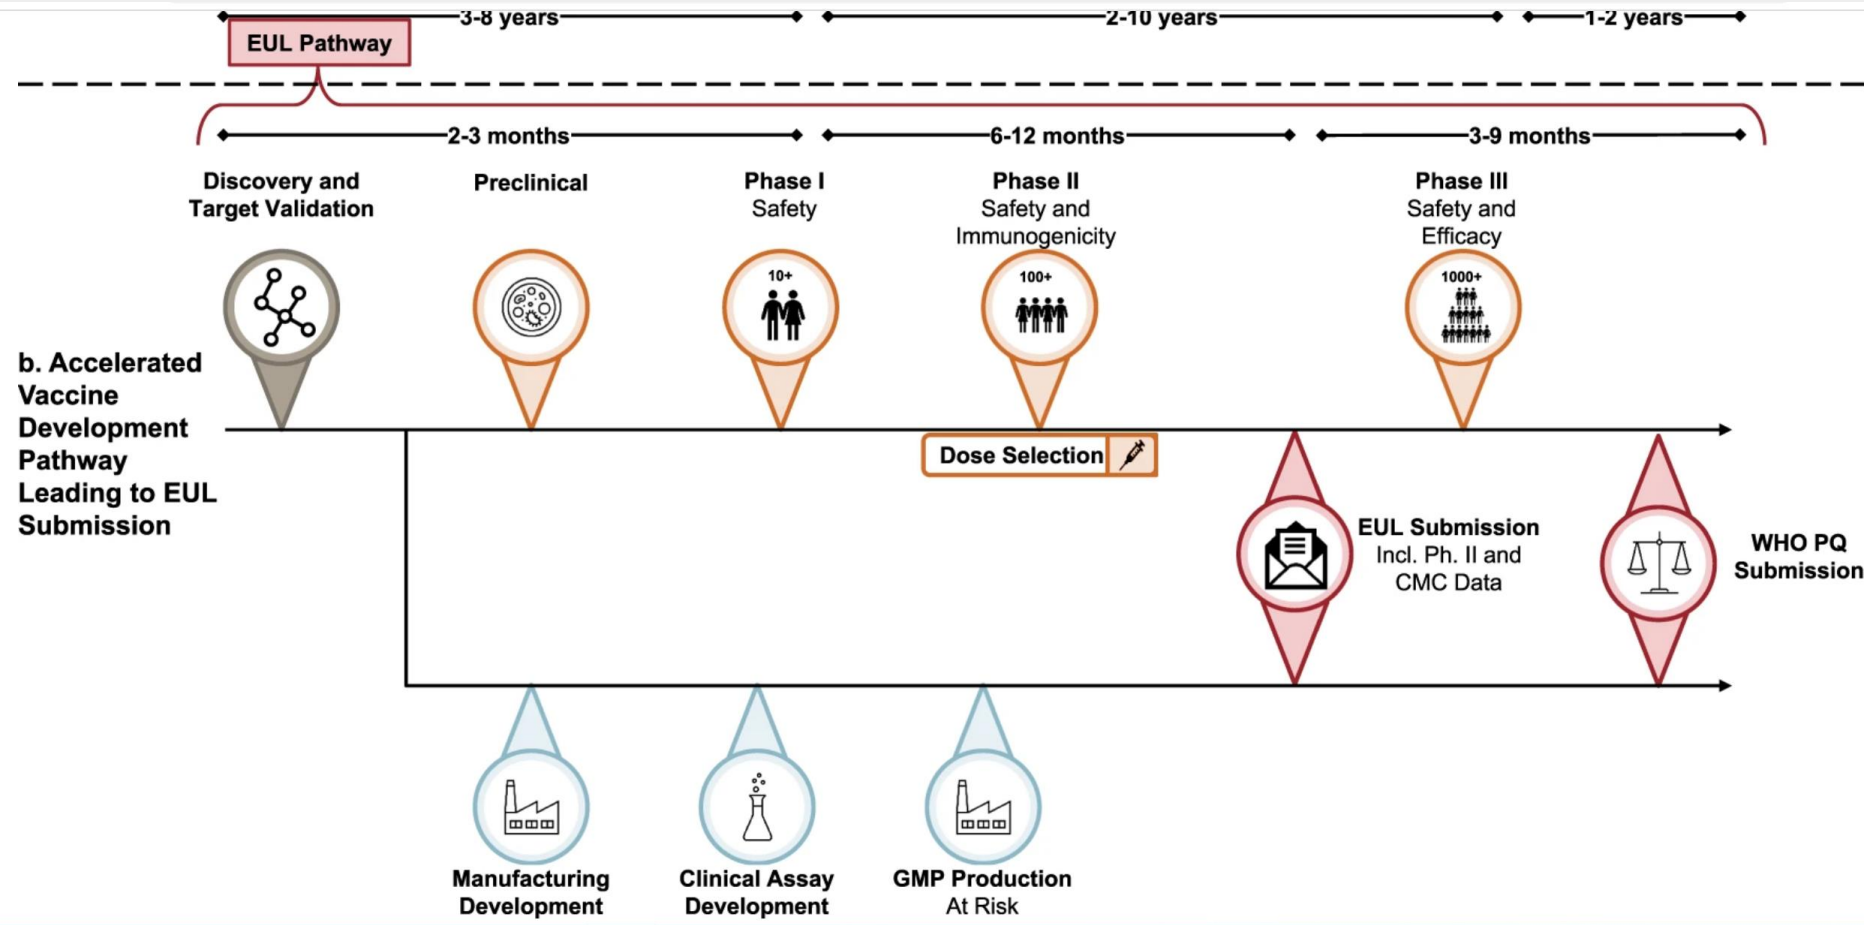 3-8 years
2-10 years
1-2 years
EUL Pathway
2-3 months
6-12 months
3-9 months
Discovery and
Target Validation
Preclinical
Phase I
Safety
Phase II
Safety and
Immunogenicity
Phase III
Safety and
Efficacy
10+
100+
1000+
b. Accelerated
Vaccine
Development
Pathway
Leading to EUL
Submission
Dose Selection
EUL Submission
Incl. Ph. II and
CMC Data
WHO PQ
Submission
Manufacturing
Development
Clinical Assay
Development
GMP Production
At Risk